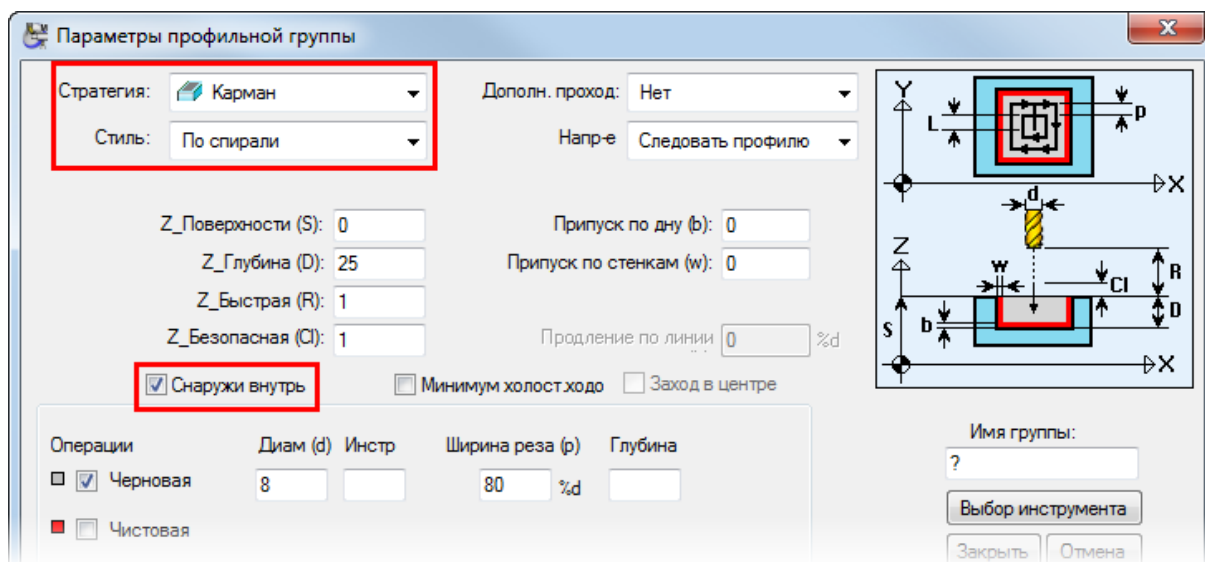 Параметры профильной группы
Стратегия: Карман Дополн. проход: Нет
Стиль: По спирали Напр-е Следовать профилю
Z_Поверхности (S): 0 Припуск по дну (b): 0
Z_Глубина (D): 25 Припуск по стенкам (w): 0
Z_Быстрая (R): 1
Z_Безопасная (Cl): 1 Продление по линии 0 %d
Снаружи внутрь Минимум холост.ходо Заход в центре
Y
L
p
X
d
Z
w
R
Cl
S
b
D
X
Операции Диам (d) Инстр Ширина реза (p) Глубина
Черновая 8 80 %d
Чистовая
Имя группы:
?
Выбор инструмента
Закрыть Отмена